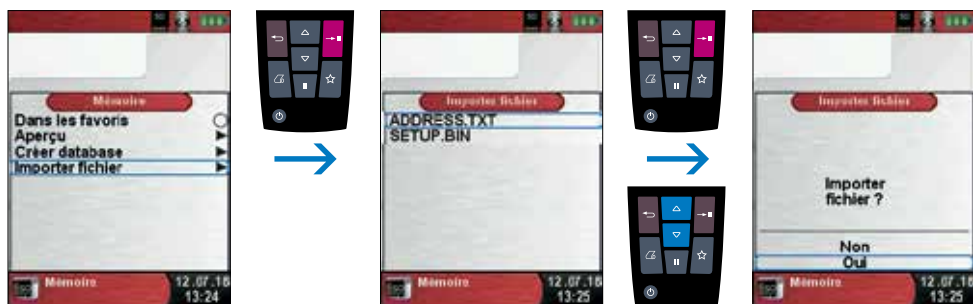 Mémoire
Dans les favoris
Aperçu
Créer database
Importer fichier
Mémoire
12.07.16
13:24
Importer fichier
ADDRESS.TXT
SETUP.BIN
Mémoire
12.07.16
13:25
Importer fichier
Importer
fichier ?
Non
Oui
Mémoire
12.07.16
13:25